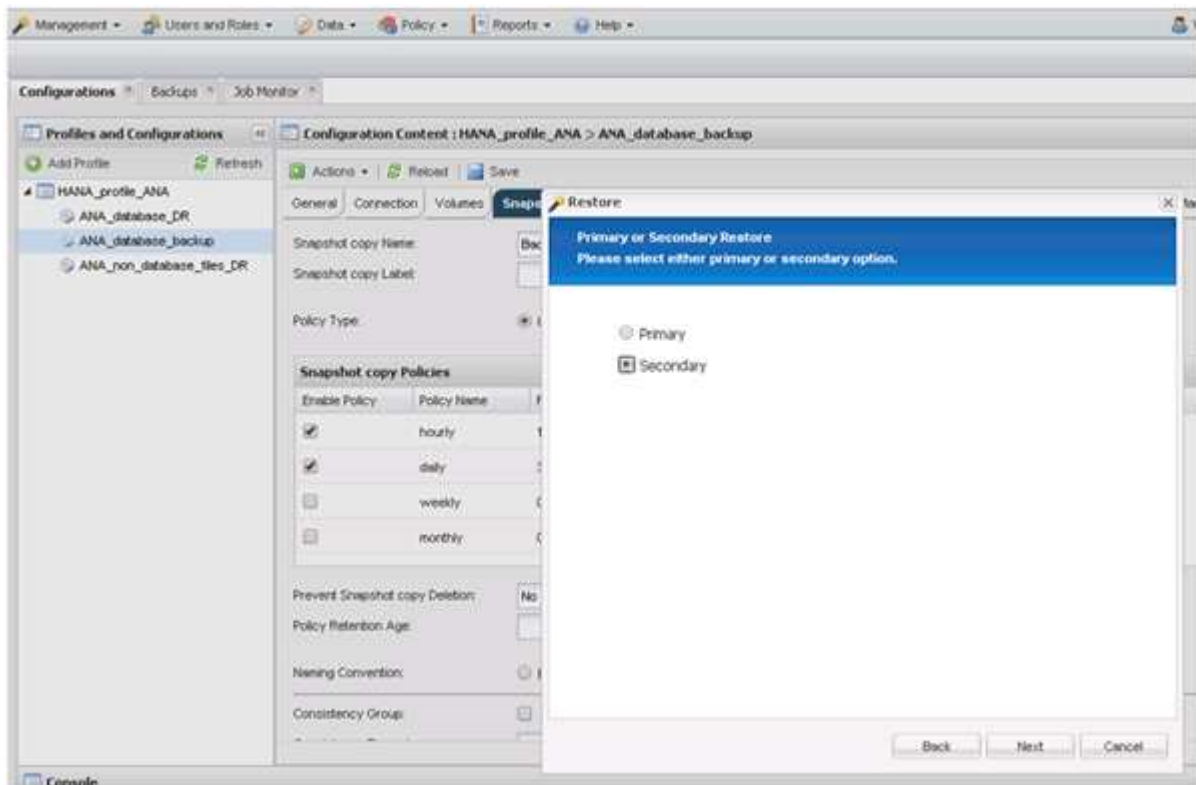 Management Users and Roles Data Policy Reports Help
Configurations Backups Job Monitor
Profiles and Configurations
Add Profile Refresh
HANA_profile_ANA
ANA_database_DR
ANA_database_backup
ANA_non_database_files_DR
Configuration Content : HANA_profile_ANA > ANA_database_backup
Actions Reload Save
General Connection Volumes
Snapshot copy Name:
Snapshot copy Label:
Policy Type:
Snapshot copy Policies
Enable Policy Policy Name
hourly
daily
weekly
monthly
Prevent Snapshot copy Deletion: No
Policy Retention Age:
Naming Convention:
Consistency Group:
Restore
Primary or Secondary Restore
Please select either primary or secondary option.
Primary
Secondary
Back Next Cancel
Console